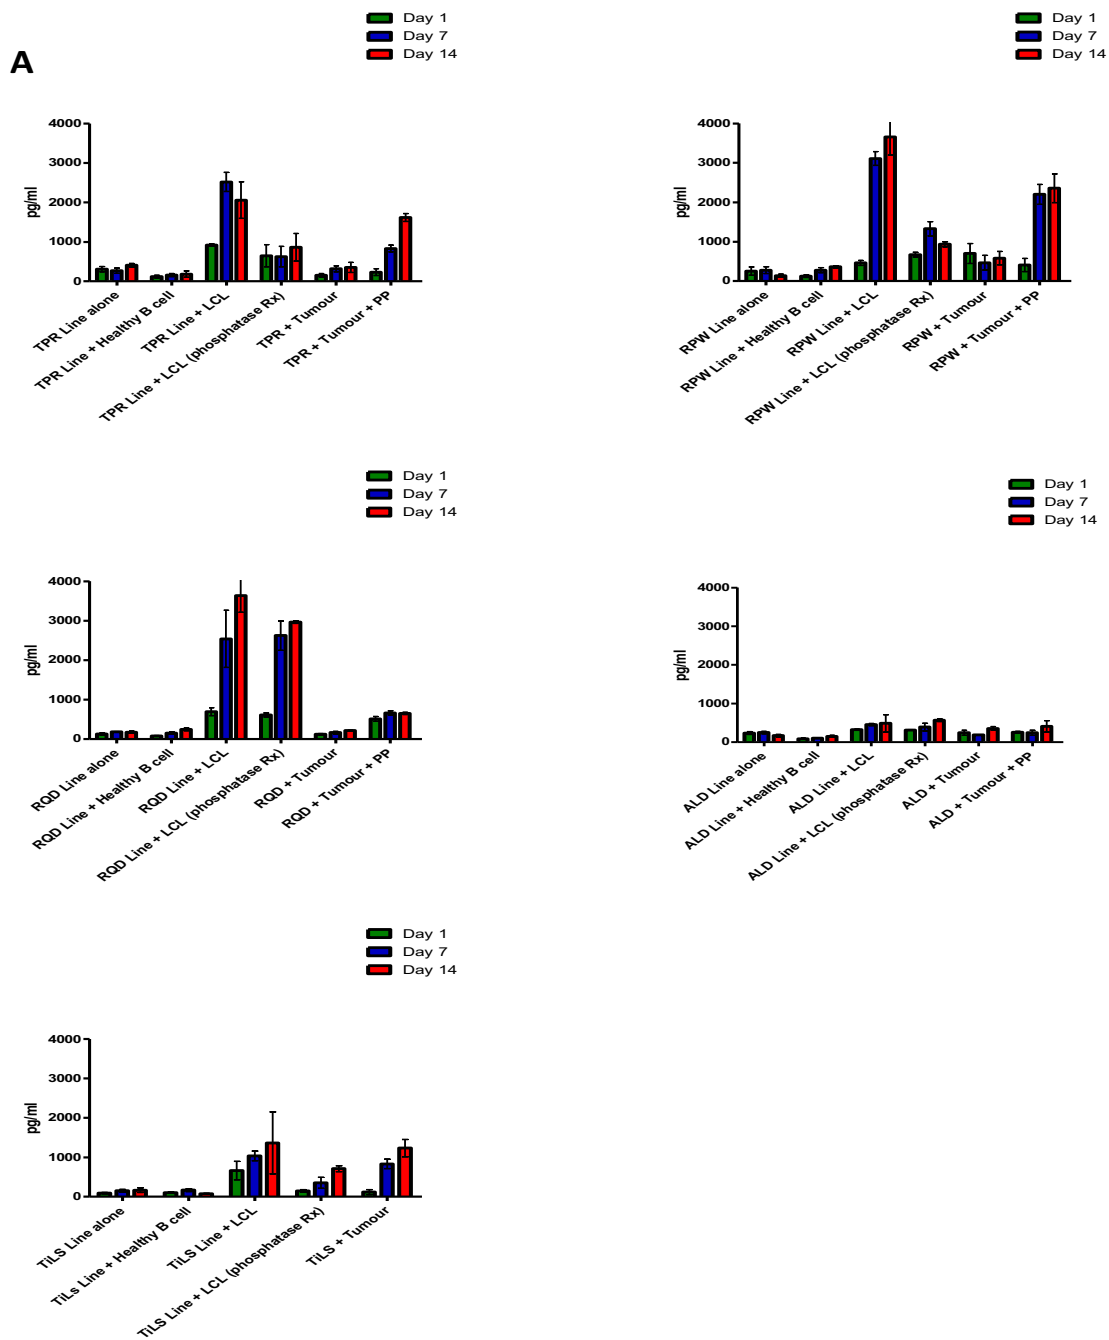 A
Day 1
Day 7
Day 14
pg/ml
4000
3000
2000
1000
0
TPR Line alone
TPR Line + Healthy B cell
TPR Line + LCL
TPR Line + LCL (phosphatase Rx)
TPR + Tumour
TPR + Tumour + PP
Day 1
Day 7
Day 14
pg/ml
4000
3000
2000
1000
0
RPW Line alone
RPW Line + Healthy B cell
RPW Line + LCL
RPW Line + LCL (phosphatase Rx)
RPW + Tumour
RPW + Tumour + PP
Day 1
Day 7
Day 14
pg/ml
4000
3000
2000
1000
0
RQD Line alone
RQD Line + Healthy B cell
RQD Line + LCL
RQD Line + LCL (phosphatase Rx)
RQD + Tumour
RQD + Tumour + PP
Day 1
Day 7
Day 14
pg/ml
4000
3000
2000
1000
0
ALD Line alone
ALD Line + Healthy B cell
ALD Line + LCL
ALD Line + LCL (phosphatase Rx)
ALD + Tumour
ALD + Tumour + PP
Day 1
Day 7
Day 14
pg/ml
4000
3000
2000
1000
0
TiLS Line alone
TiLs Line + Healthy B cell
TiLS Line + LCL
TiLS Line + LCL (phosphatase Rx)
TiLS + Tumour